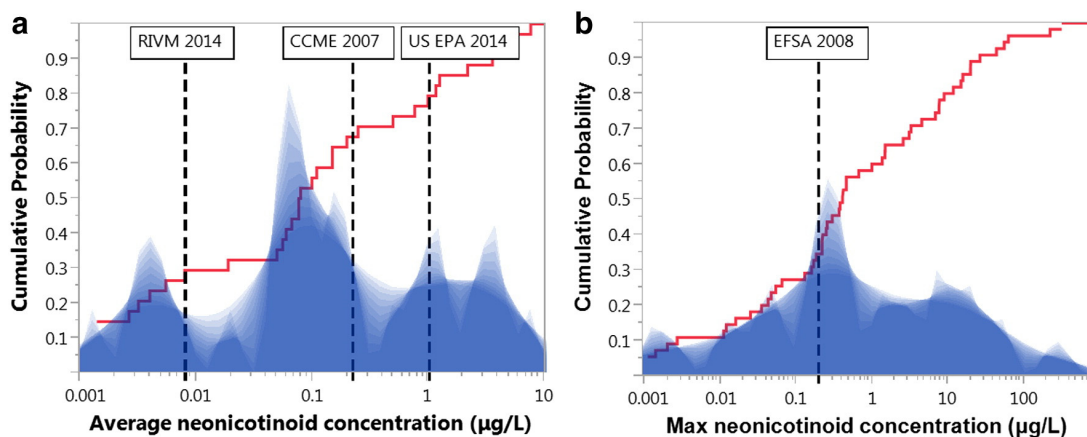 a
RIVM 2014
CCME 2007
US EPA 2014
Cumulative Probability
0.9
0.8
0.7
0.6
0.5
0.4
0.3
0.2
0.1
0.001 0.01 0.1 1 10
Average neonicotinoid concentration (µg/L)
b
EFSA 2008
Cumulative Probability
0.9
0.8
0.7
0.6
0.5
0.4
0.3
0.2
0.1
0.001 0.01 0.1 1 10 100
Max neonicotinoid concentration (µg/L)